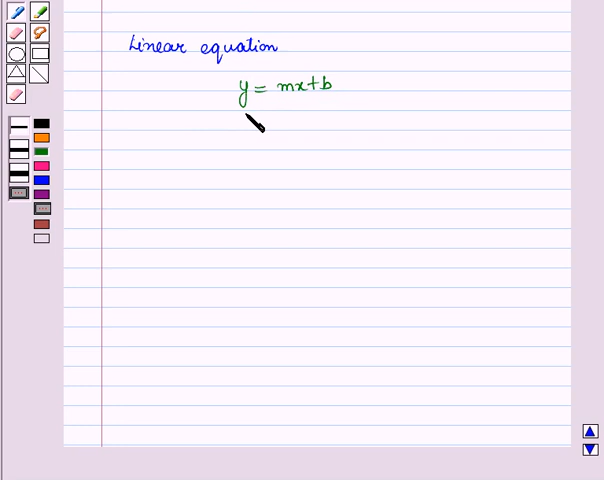 Linear equation
y = mx+b